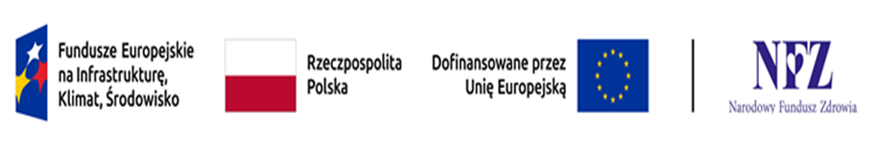 Fundusze Europejskie
na Infrastrukturę,
Klimat, Środowisko
Rzeczpospolita
Polska
Dofinansowane przez
Unię Europejską
NFZ
Narodowy Fundusz Zdrowia